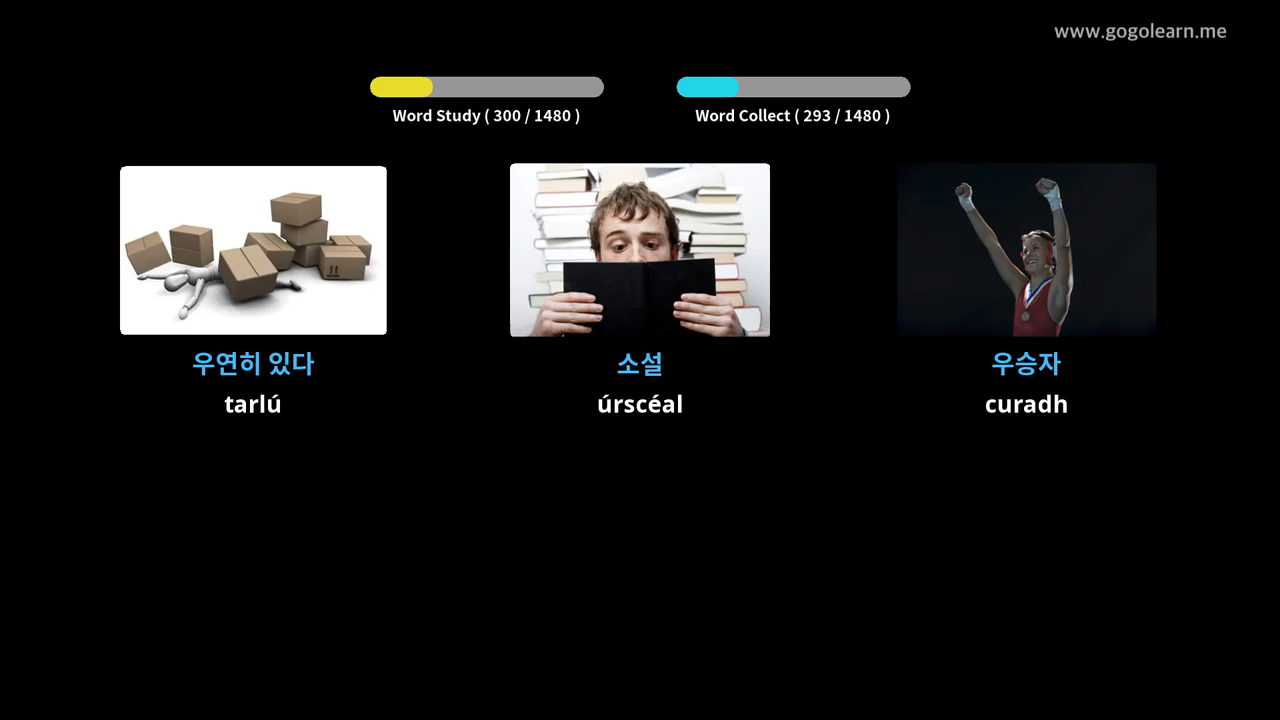 www.gogolearn.me
Word Study ( 300 / 1480 )
Word Collect ( 293 / 1480 )
우연히 있다
tarlú
소설
úrscéal
우승자
curadh